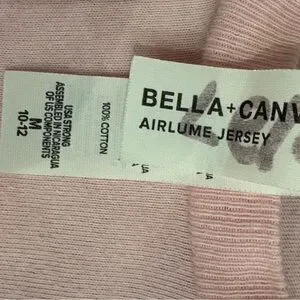 BELLA+CANV
AIRLUME JERSEY
100% COTTON
USA STRONG
ASSEMBLED IN NICARAGUA
OF US COMPONENTS
M
10-12